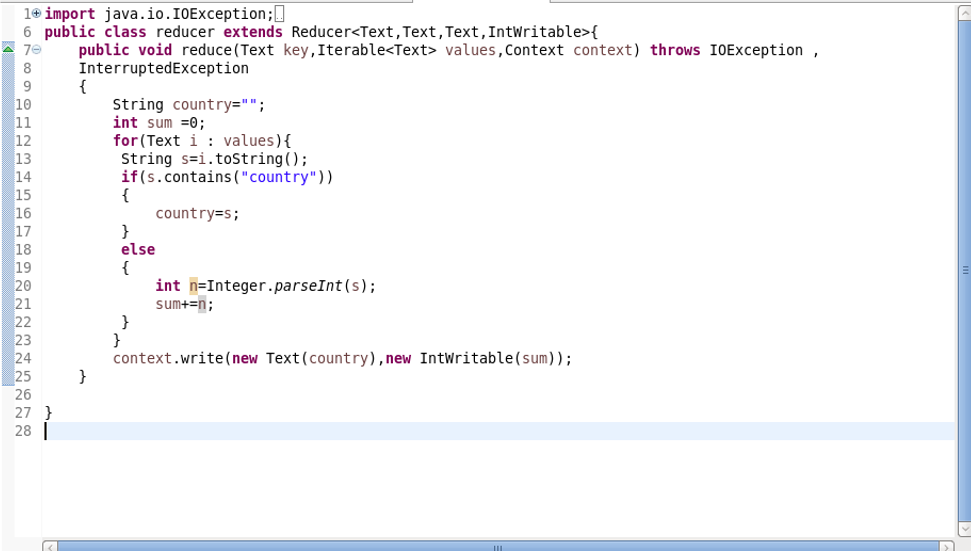 1 import java.io.IOException;
6 public class reducer extends Reducer<Text,Text,Text,IntWritable>{
7     public void reduce(Text key,Iterable<Text> values,Context context) throws IOException ,
8     InterruptedException
9     {
10         String country="";
11         int sum =0;
12         for(Text i : values){
13          String s=i.toString();
14          if(s.contains("country"))
15          {
16              country=s;
17          }
18          else
19          {
20              int n=Integer.parseInt(s);
21              sum+=n;
22          }
23         }
24         context.write(new Text(country),new IntWritable(sum));
25     }
26
27 }
28